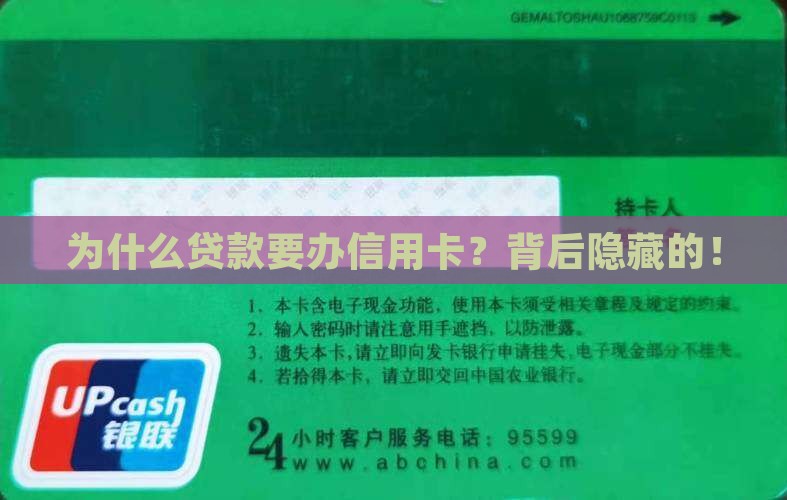 GEMALTOSHAU1068759C0119
持卡人
为什么贷款要办信用卡？背后隐藏的！
1、本卡含电子现金功能，使用本卡须受相关章程及规定的约束。
2、输入密码时请注意用手遮挡，以防泄露。
3、遗失本卡,请立即向发卡银行申请挂失,电子现金部分不挂失。
4、若拾得本卡，请立即交回中国农业银行。
UPcash
银联
24小时客户服务电话：95599
www.abchina.com